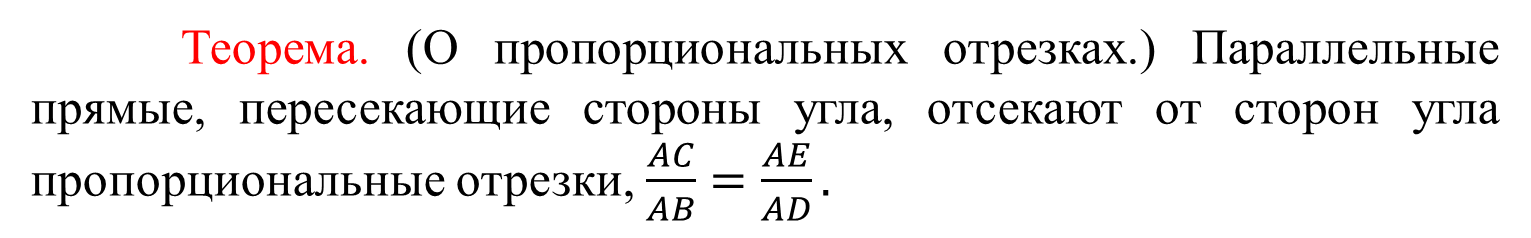 Теорема. (О пропорциональных отрезках.) Параллельные
прямые, пересекающие стороны угла, отсекают от сторон угла
пропорциональные отрезки, AC/AB = AE/AD.